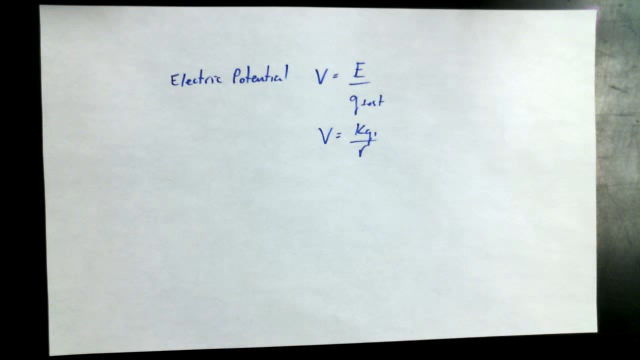 Electric Potential V = E / q test
V = kq₁ / r